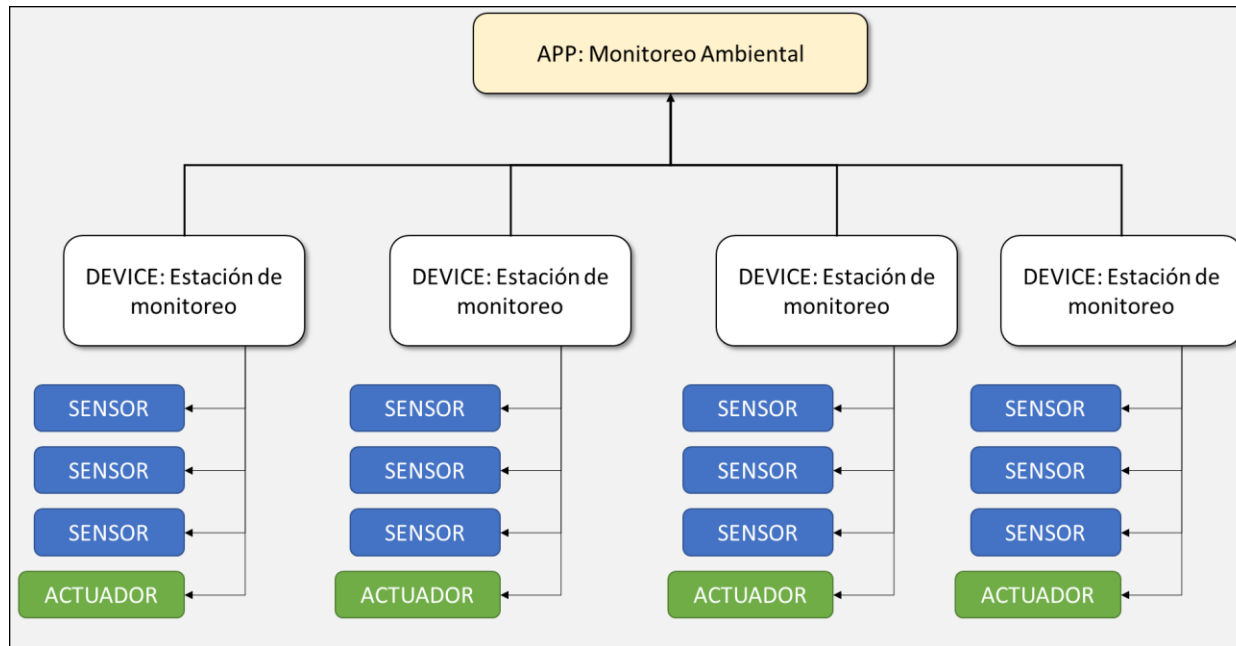 APP: Monitoreo Ambiental
DEVICE: Estación de
monitoreo
DEVICE: Estación de
monitoreo
DEVICE: Estación de
monitoreo
DEVICE: Estación de
monitoreo
SENSOR
SENSOR
SENSOR
SENSOR
SENSOR
SENSOR
SENSOR
SENSOR
SENSOR
SENSOR
SENSOR
SENSOR
ACTUADOR
ACTUADOR
ACTUADOR
ACTUADOR